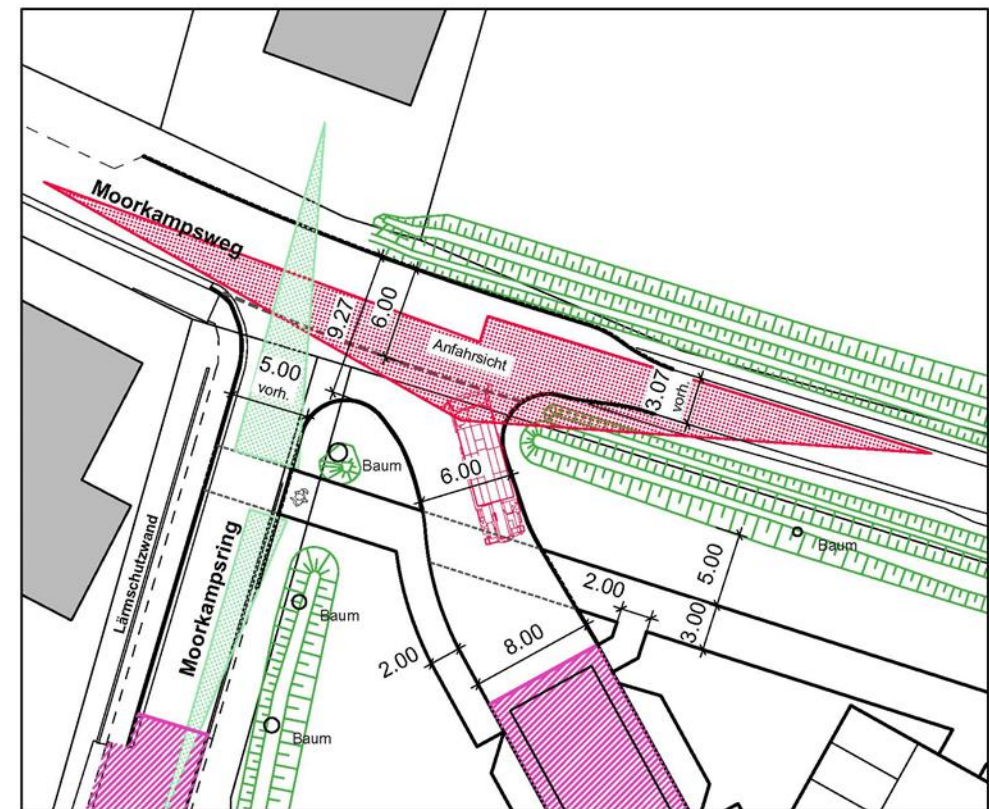 Moorkampsweg
9.27
6.00
Anfahrsicht
5.00
vorh.
3.07
vorh.
Baum
6.00
Baum
Lärmschutzwand
Moorkampsring
5.00
2.00
3.00
Baum
8.00
2.00
Baum